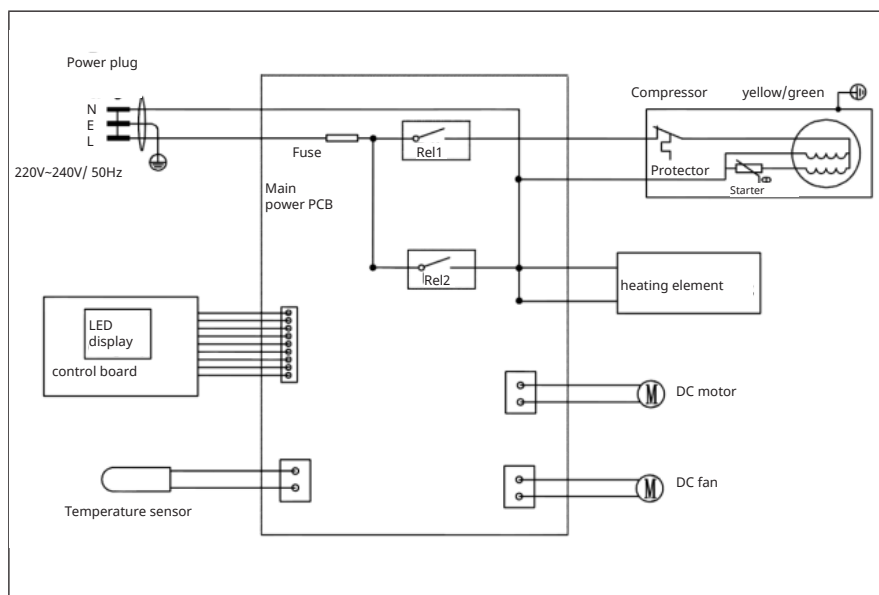 Power plug
N
E
L
220V~240V/ 50Hz
Fuse
Rel1
Main
power PCB
Compressor
yellow/green
Protector
Starter
Rel2
heating element
LED
display
control board
M
DC motor
Temperature sensor
M
DC fan